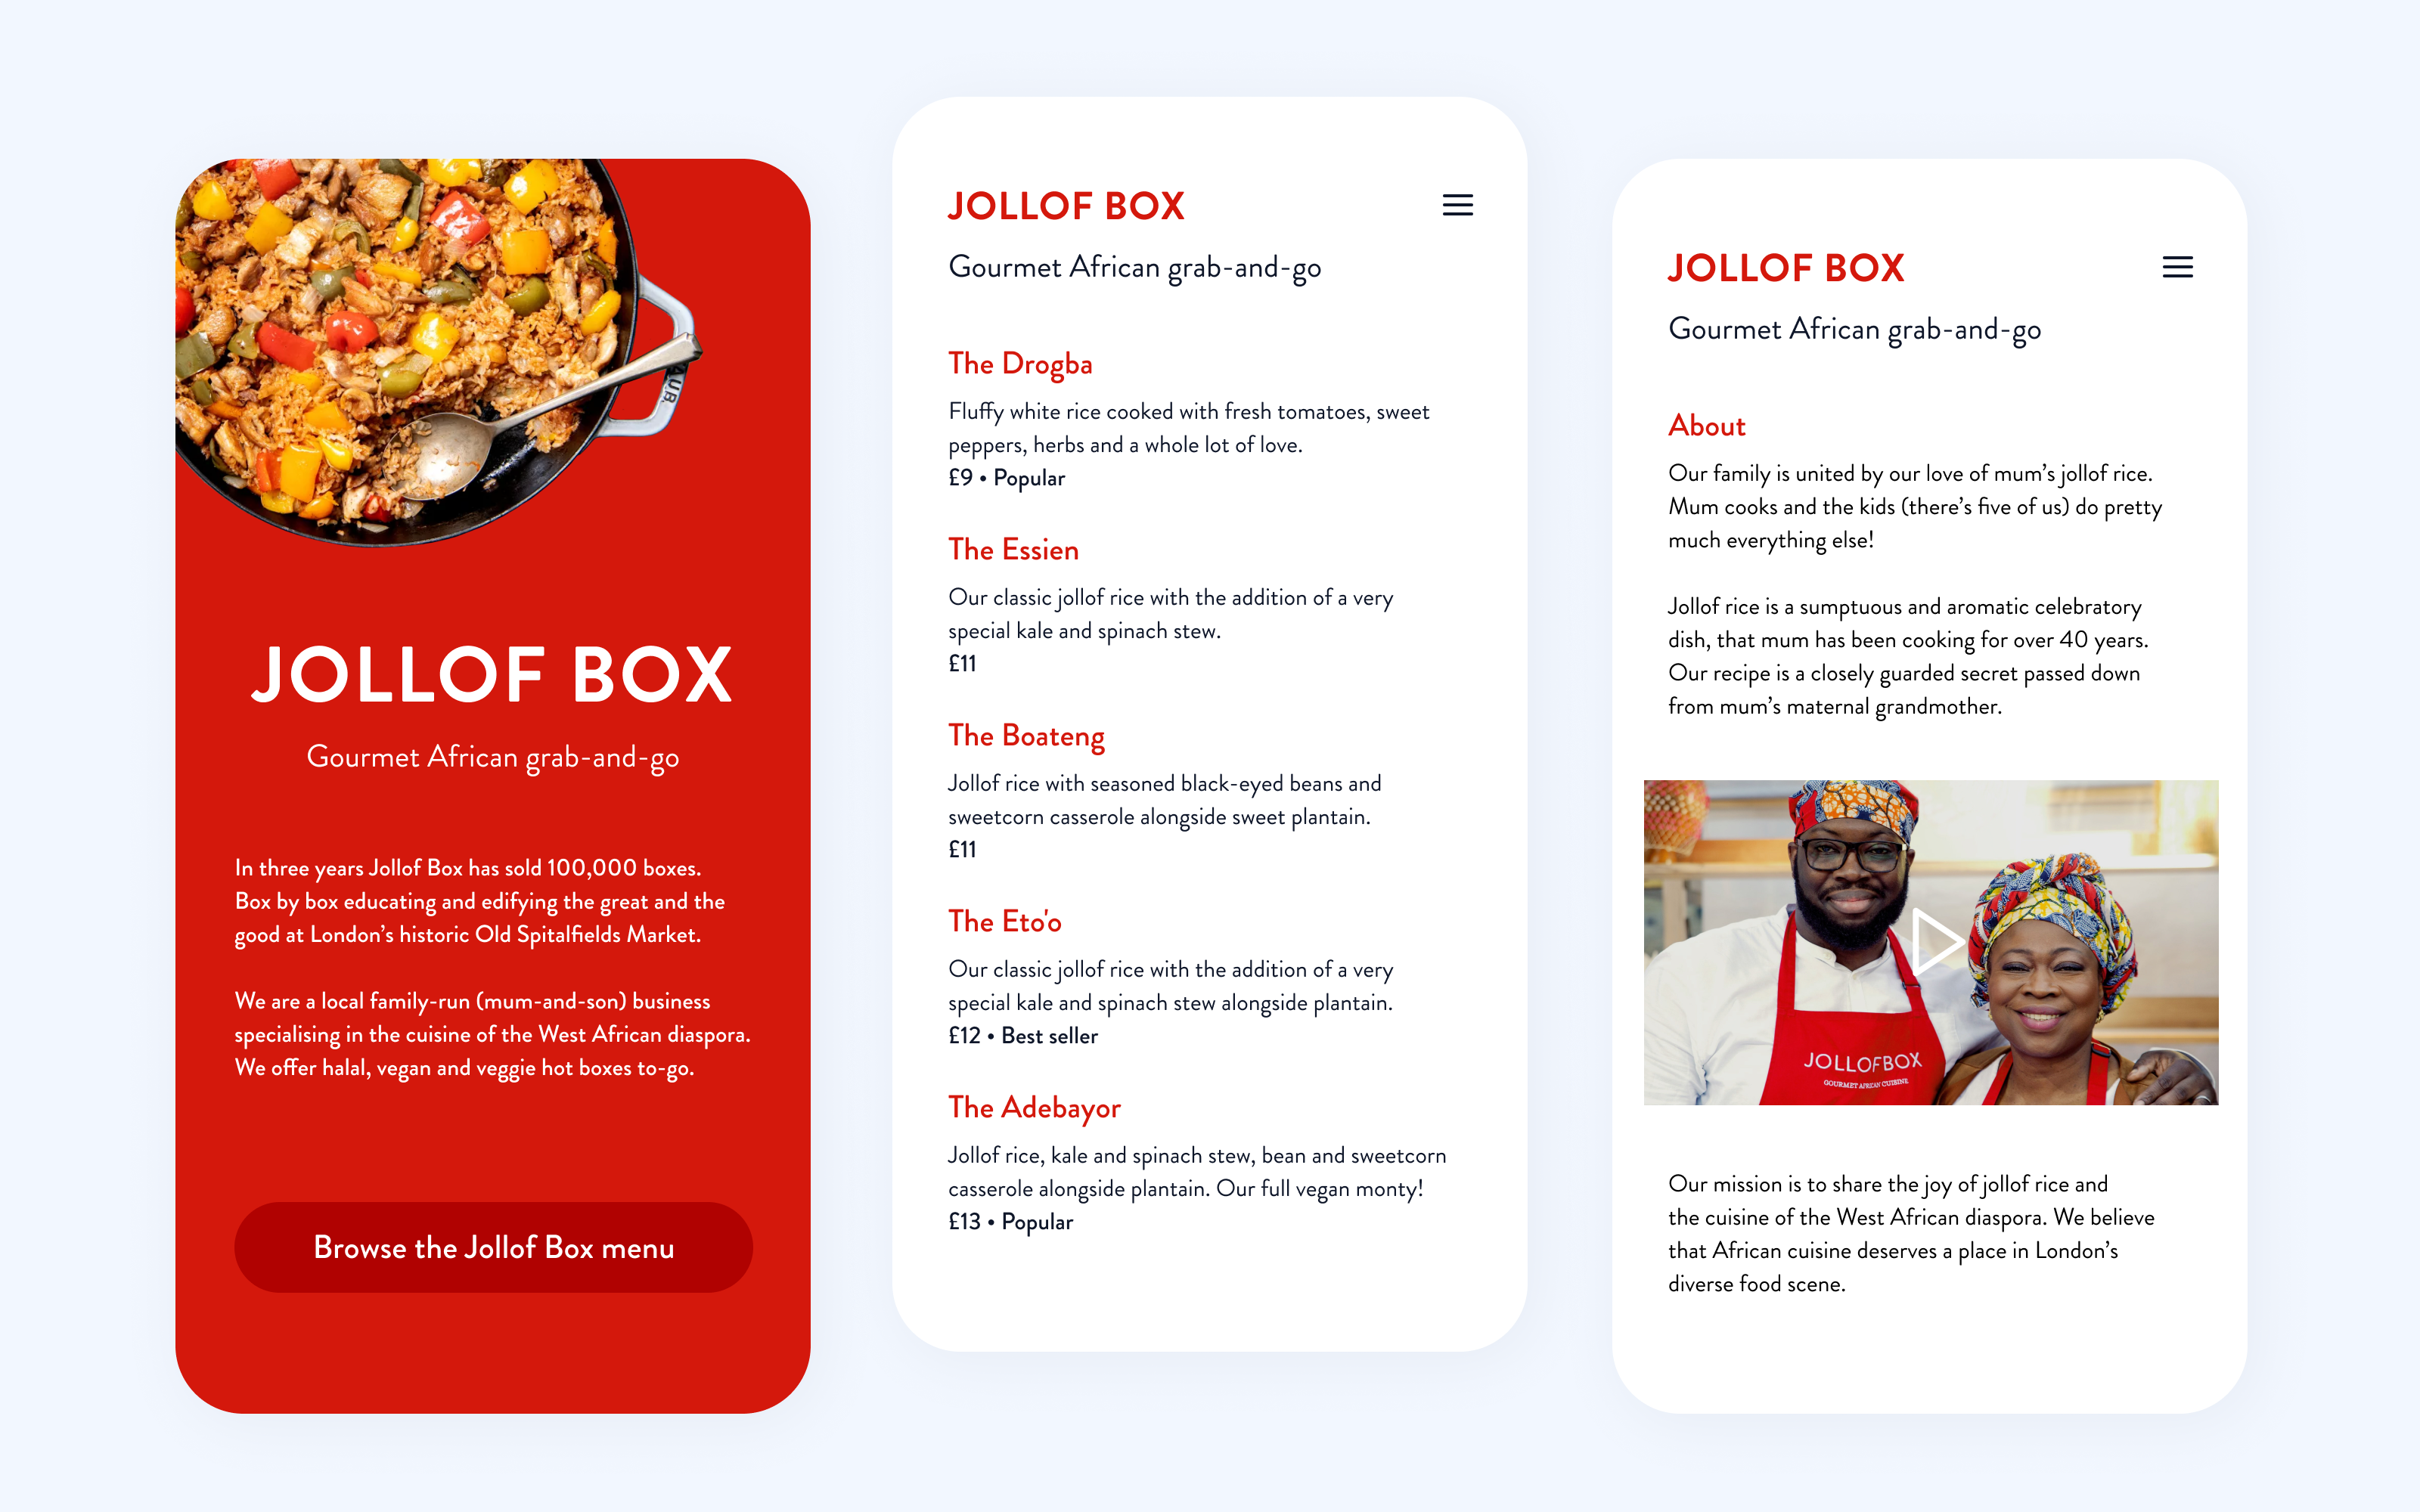 AUB
JOLLOF BOX
Gourmet African grab-and-go
In three years Jollof Box has sold 100,000 boxes.
Box by box educating and edifying the great and the
good at London’s historic Old Spitalfields Market.
We are a local family-run (mum-and-son) business
specialising in the cuisine of the West African diaspora.
We offer halal, vegan and veggie hot boxes to-go.
Browse the Jollof Box menu
JOLLOF BOX
Gourmet African grab-and-go
The Drogba
Fluffy white rice cooked with fresh tomatoes, sweet
peppers, herbs and a whole lot of love.
£9 • Popular
The Essien
Our classic jollof rice with the addition of a very
special kale and spinach stew.
£11
The Boateng
Jollof rice with seasoned black-eyed beans and
sweetcorn casserole alongside sweet plantain.
£11
The Eto'o
Our classic jollof rice with the addition of a very
special kale and spinach stew alongside plantain.
£12 • Best seller
The Adebayor
Jollof rice, kale and spinach stew, bean and sweetcorn
casserole alongside plantain. Our full vegan monty!
£13 • Popular
JOLLOF BOX
Gourmet African grab-and-go
About
Our family is united by our love of mum’s jollof rice.
Mum cooks and the kids (there’s five of us) do pretty
much everything else!
Jollof rice is a sumptuous and aromatic celebratory
dish, that mum has been cooking for over 40 years.
Our recipe is a closely guarded secret passed down
from mum’s maternal grandmother.
JOLLOFBOX
GOURMET AFRICAN CUISINE
Our mission is to share the joy of jollof rice and
the cuisine of the West African diaspora. We believe
that African cuisine deserves a place in London’s
diverse food scene.